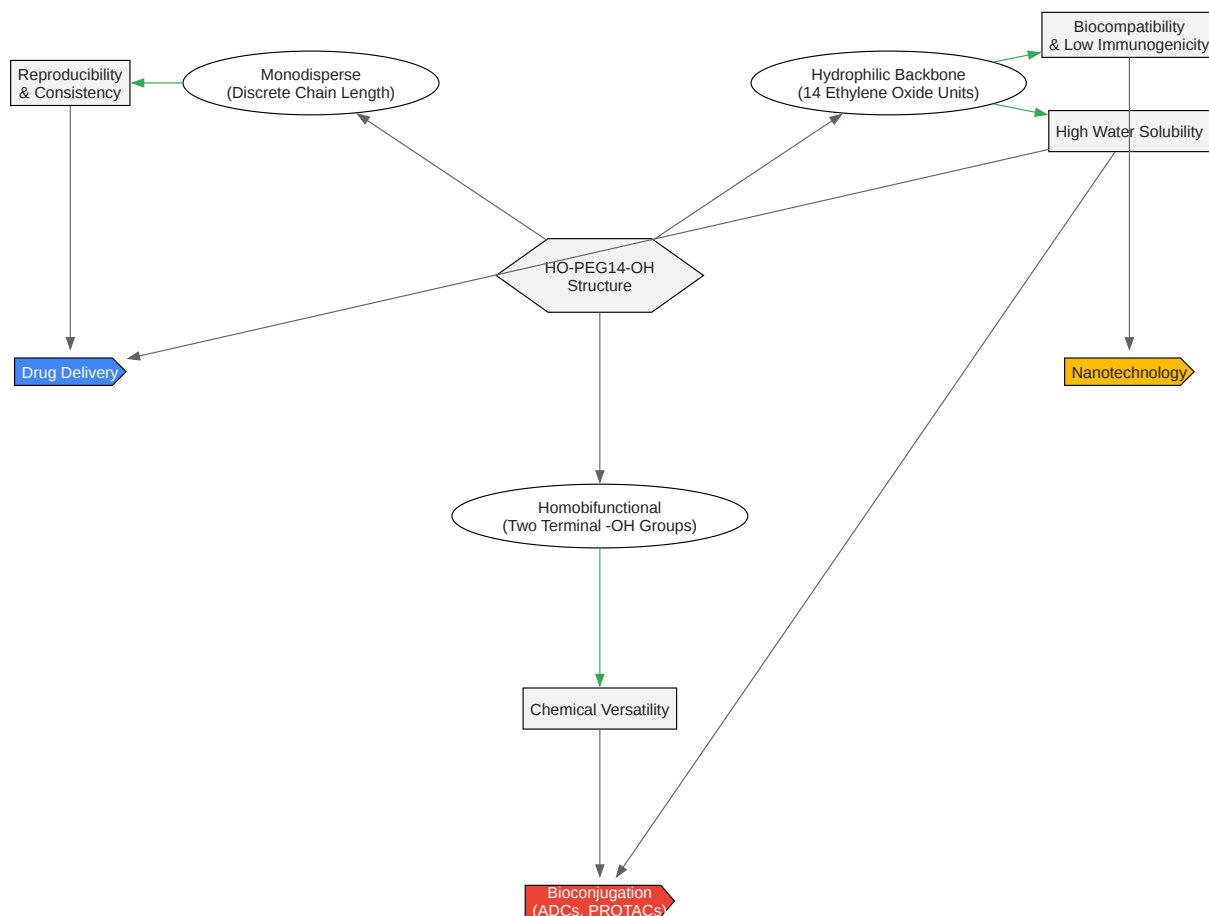 Biocompatibility
& Low Immunogenicity
Reproducibility
& Consistency
Monodisperse
(Discrete Chain Length)
Hydrophilic Backbone
(14 Ethylene Oxide Units)
High Water Solubility
HO-PEG14-OH
Structure
Drug Delivery
Nanotechnology
Homobifunctional
(Two Terminal -OH Groups)
Chemical Versatility
Bioconjugation
(ADCs, PROTACs)